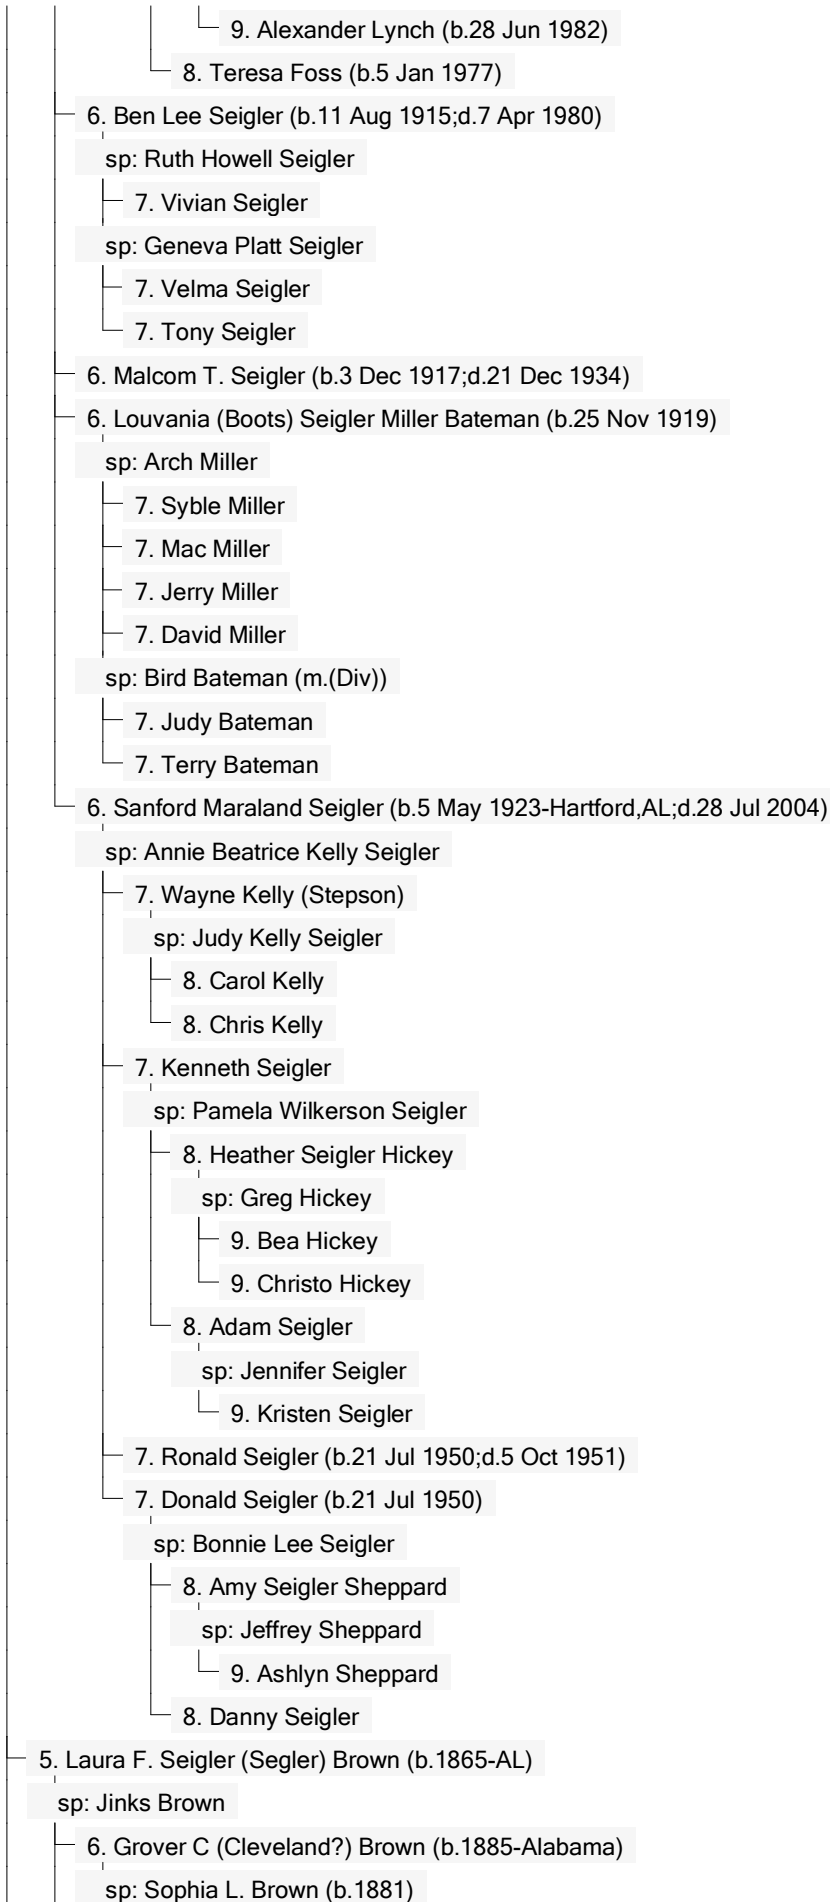 9. Alexander Lynch (b.28 Jun 1982)
8. Teresa Foss (b.5 Jan 1977)
6. Ben Lee Seigler (b.11 Aug 1915;d.7 Apr 1980)
sp: Ruth Howell Seigler
7. Vivian Seigler
sp: Geneva Platt Seigler
7. Velma Seigler
7. Tony Seigler
6. Malcom T. Seigler (b.3 Dec 1917;d.21 Dec 1934)
6. Louvania (Boots) Seigler Miller Bateman (b.25 Nov 1919)
sp: Arch Miller
7. Syble Miller
7. Mac Miller
7. Jerry Miller
7. David Miller
sp: Bird Bateman (m.(Div))
7. Judy Bateman
7. Terry Bateman
6. Sanford Maraland Seigler (b.5 May 1923-Hartford,AL;d.28 Jul 2004)
sp: Annie Beatrice Kelly Seigler
7. Wayne Kelly (Stepson)
sp: Judy Kelly Seigler
8. Carol Kelly
8. Chris Kelly
7. Kenneth Seigler
sp: Pamela Wilkerson Seigler
8. Heather Seigler Hickey
sp: Greg Hickey
9. Bea Hickey
9. Christo Hickey
8. Adam Seigler
sp: Jennifer Seigler
9. Kristen Seigler
7. Ronald Seigler (b.21 Jul 1950;d.5 Oct 1951)
7. Donald Seigler (b.21 Jul 1950)
sp: Bonnie Lee Seigler
8. Amy Seigler Sheppard
sp: Jeffrey Sheppard
9. Ashlyn Sheppard
8. Danny Seigler
5. Laura F. Seigler (Segler) Brown (b.1865-AL)
sp: Jinks Brown
6. Grover C (Cleveland?) Brown (b.1885-Alabama)
sp: Sophia L. Brown (b.1881)